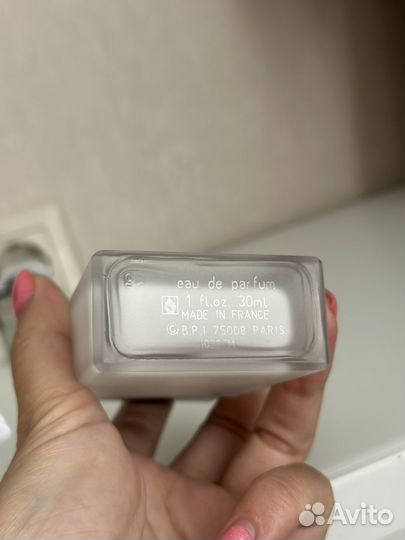 eau de parfum
1 fl.oz. 30ml
MADE IN FRANCE
© B.P.I 75008 PARIS
Avito